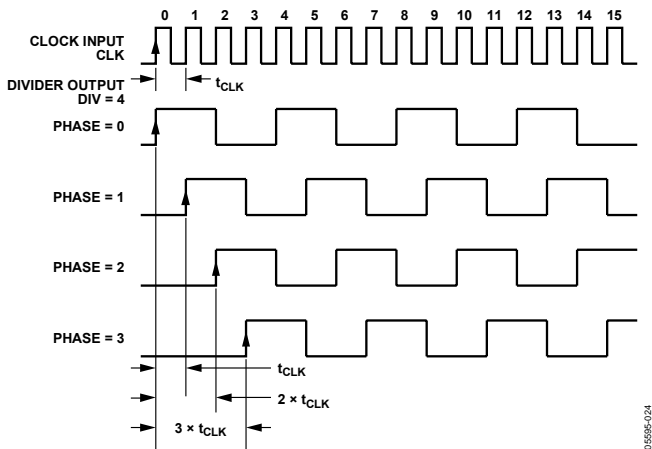 0 1 2 3 4 5 6 7 8 9 10 11 12 13 14 15
CLOCK INPUT
CLK
tCLK
DIVIDER OUTPUT
DIV = 4
PHASE = 0
PHASE = 1
PHASE = 2
PHASE = 3
tCLK
2 × tCLK
3 × tCLK
05595-024